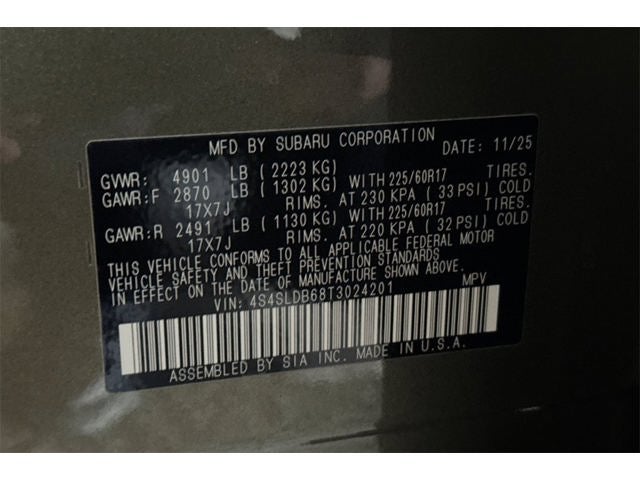 MFD BY SUBARU CORPORATION DATE: 11/25
GVWR: 4901 LB (2223 KG)
GAWR:F 2870 LB (1302 KG) WITH 225/60R17 TIRES.
17X7J RIMS. AT 230 KPA (33 PSI) COLD
GAWR:R 2491 LB (1130 KG) WITH 225/60R17 TIRES.
17X7J RIMS. AT 220 KPA (32 PSI) COLD
THIS VEHICLE CONFORMS TO ALL APPLICABLE FEDERAL MOTOR
VEHICLE SAFETY AND THEFT PREVENTION STANDARDS
IN EFFECT ON THE DATE OF MANUFACTURE SHOWN ABOVE.
VIN: 4S4SLDB68T3024201 MPV
ASSEMBLED BY SIA INC. MADE IN U.S.A.